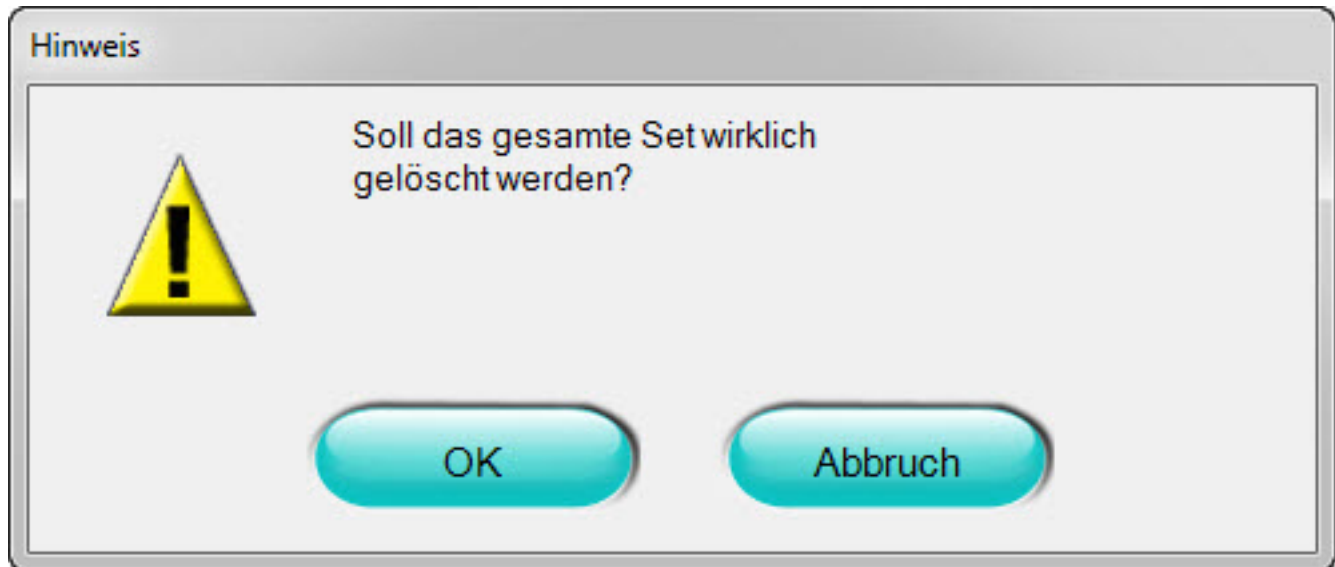 Hinweis
Soll das gesamte Set wirklich
gelöscht werden?
OK
Abbruch